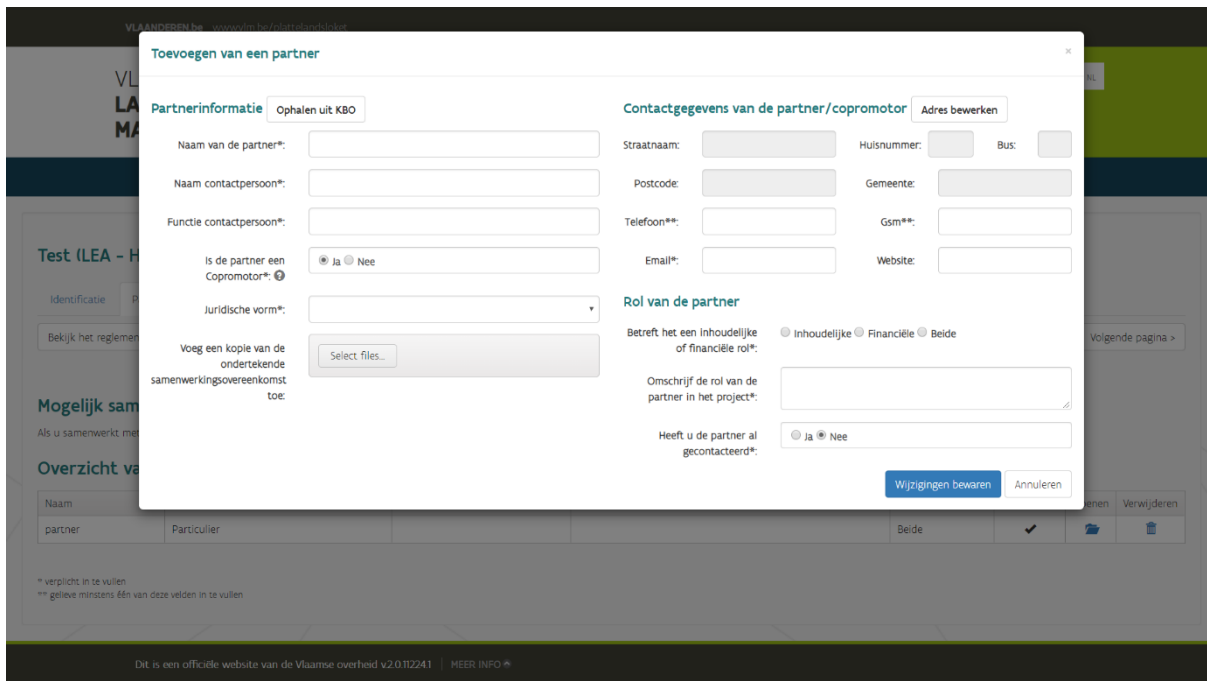 VLAANDEREN.be www.vlm.be/plattelandsloket
Toevoegen van een partner
×
VL
LA
MA
NL
Partnerinformatie Ophalen uit KBO
Naam van de partner*:
Naam contactpersoon*:
Functie contactpersoon*:
Is de partner een
Copromotor*:
Ja Nee
Juridische vorm*:
Voeg een kopie van de
ondertekende
samenwerkingsovereenkomst
toe:
Select files...
Contactgegevens van de partner/copromotor Adres bewerken
Straatnaam: Huisnummer: Bus:
Postcode: Gemeente:
Telefoon**: Gsm**:
Email*: Website:
Rol van de partner
Betreft het een inhoudelijke
of financiële rol*:
Inhoudelijke Financiële Beide
Omschrijf de rol van de
partner in het project*:
Heeft u de partner al
gecontacteerd*:
Ja Nee
Wijzigingen bewaren Annuleren
Test (LEA - H
Identificatie P
Bekijk het reglemen
Volgende pagina >
Mogelijk sam
Als u samenwerkt met
Overzicht va
Naam enen Verwijderen
partner Particulier Beide
* verplicht in te vullen
** gelieve minstens één van deze velden in te vullen
Dit is een officiële website van de Vlaamse overheid v.2.0.11224.1 | MEER INFO